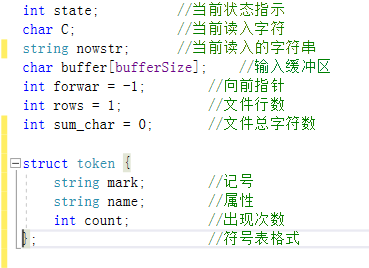 int state; //当前状态指示
char C; //当前读入字符
string nowstr; //当前读入的字符串
char buffer[bufferSize]; //输入缓冲区
int forwar = -1; //向前指针
int rows = 1; //文件行数
int sum_char = 0; //文件总字符数
struct token {
string mark; //记号
string name; //属性
int count; //出现次数
}; //符号表格式